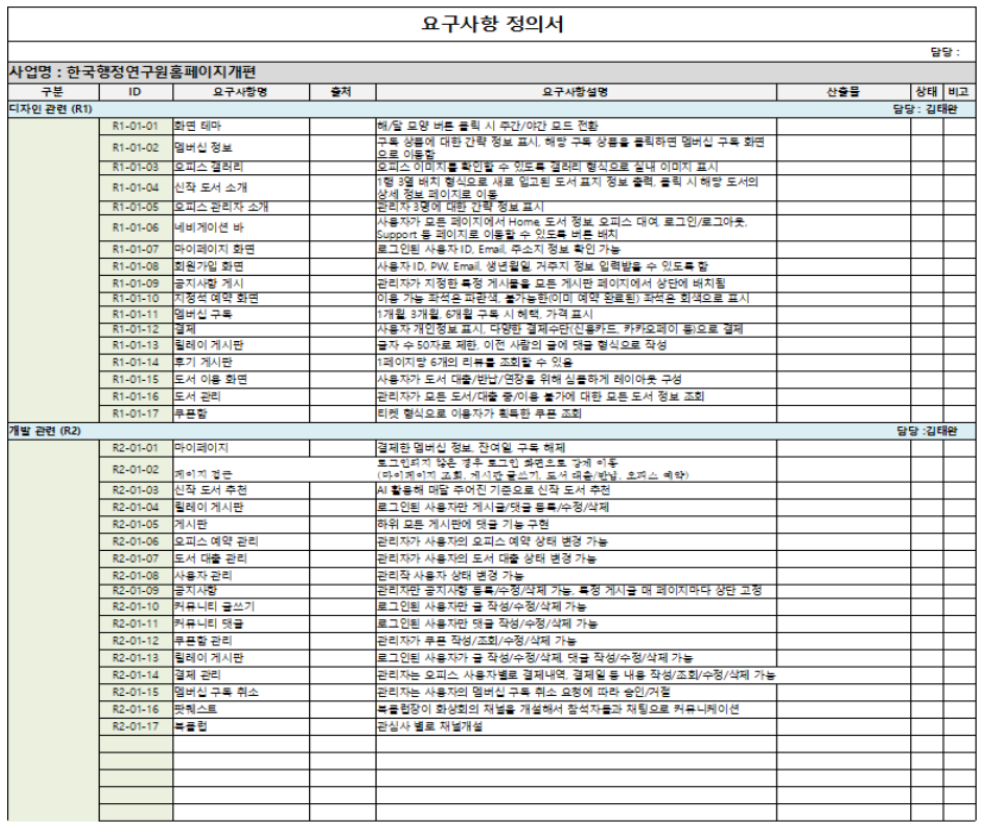 요구사항 정의서
담당 :
사업명 : 한국행정연구원홈페이지개편
구분 ID 요구사항명 출처 요구사항설명 산출물 상태 비고
디자인 관련 (R1) 담당 : 김태완
R1-01-01 화면 테마 해/달 모양 버튼 클릭 시 주간/야간 모드 전환
R1-01-02 멤버십 정보 구독 상품에 대한 간략 정보 표시, 해당 구독 상품을 클릭하면 멤버십 구독 화면
으로 이동함
R1-01-03 오피스 갤러리 오피스 이미지를 확인할 수 있도록 갤러리 형식으로 실내 이미지 표시
R1-01-04 신작 도서 소개 1행 3열 배치 형식으로 새로 입고된 도서 표지 정보 출력, 클릭 시 해당 도서의
상세 정보 페이지로 이동
R1-01-05 오피스 관리자 소개 관리자 3명에 대한 간략 정보 표시
R1-01-06 네비게이션 바 사용자가 모든 페이지에서 Home, 도서 정보, 오피스 대여, 로그인/로그아웃,
Support 등 페이지로 이동할 수 있도록 버튼 배치
R1-01-07 마이페이지 화면 로그인된 사용자 ID, Email, 주소지 정보 확인 가능
R1-01-08 회원가입 화면 사용자 ID, PW, Email, 생년월일, 거주지 정보 입력받을 수 있도록 함
R1-01-09 공지사항 게시 관리자가 지정한 특정 게시물을 모든 게시판 페이지에서 상단에 배치됨
R1-01-10 지정석 예약 화면 이용 가능 좌석은 파란색, 불가능한(이미 예약 완료된) 좌석은 회색으로 표시
R1-01-11 멤버십 구독 1개월, 3개월, 6개월 구독 시 혜택, 가격 표시
R1-01-12 결제 사용자 개인정보 표시, 다양한 결제수단(신용카드, 카카오페이 등)으로 결제
R1-01-13 릴레이 게시판 글자 수 50자로 제한, 이전 사람의 글에 댓글 형식으로 작성
R1-01-14 후기 게시판 1페이지당 6개의 리뷰를 조회할 수 있음
R1-01-15 도서 이용 화면 사용자가 도서 대출/반납/연장을 위해 심플하게 레이아웃 구성
R1-01-16 도서 관리 관리자가 모든 도서/대출 중/이용 불가에 대한 모든 도서 정보 조회
R1-01-17 쿠폰함 티켓 형식으로 이용자가 획득한 쿠폰 조회
개발 관련 (R2) 담당 :김태완
R2-01-01 마이페이지 결제한 멤버십 정보, 잔여일, 구독 해제
R2-01-02 페이지 접근 로그인되지 않은 경우 로그인 화면으로 강제 이동
(마이페이지 조회, 게시판 글쓰기, 도서 대출/반납, 오피스 예약)
R2-01-03 신작 도서 추천 AI 활용해 매달 주어진 기준으로 신작 도서 추천
R2-01-04 릴레이 게시판 로그인된 사용자만 게시글/댓글 등록/수정/삭제
R2-01-05 게시판 하위 모든 게시판에 댓글 기능 구현
R2-01-06 오피스 예약 관리 관리자가 사용자의 오피스 예약 상태 변경 가능
R2-01-07 도서 대출 관리 관리자가 사용자의 도서 대출 상태 변경 가능
R2-01-08 사용자 관리 관리작 사용자 상태 변경 가능
R2-01-09 공지사항 관리자만 공지사항 등록/수정/삭제 가능, 특정 게시글 매 페이지마다 상단 고정
R2-01-10 커뮤니티 글쓰기 로그인된 사용자만 글 작성/수정/삭제 가능
R2-01-11 커뮤니티 댓글 로그인된 사용자만 댓글 작성/수정/삭제 가능
R2-01-12 쿠폰함 관리 관리자가 쿠폰 작성/조회/수정/삭제 가능
R2-01-13 릴레이 게시판 로그인된 사용자가 글 작성/수정/삭제, 댓글 작성/수정/삭제 가능
R2-01-14 결제 관리 관리자는 오피스 사용자별로 결제내역, 결제일 등 내용 작성/조회/수정/삭제 가능
R2-01-15 멤버십 구독 취소 관리자는 사용자의 멤버십 구독 취소 요청에 따라 승인/거절
R2-01-16 팟퀘스트 북클럽장이 화상회의 채널을 개설해서 참석자들과 채팅으로 커뮤니케이션
R2-01-17 북클럽 관심사 별로 채널개설